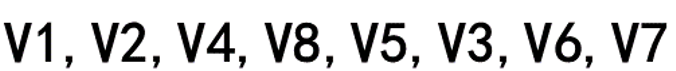 V1, V2, V4, V8, V5, V3, V6, V7